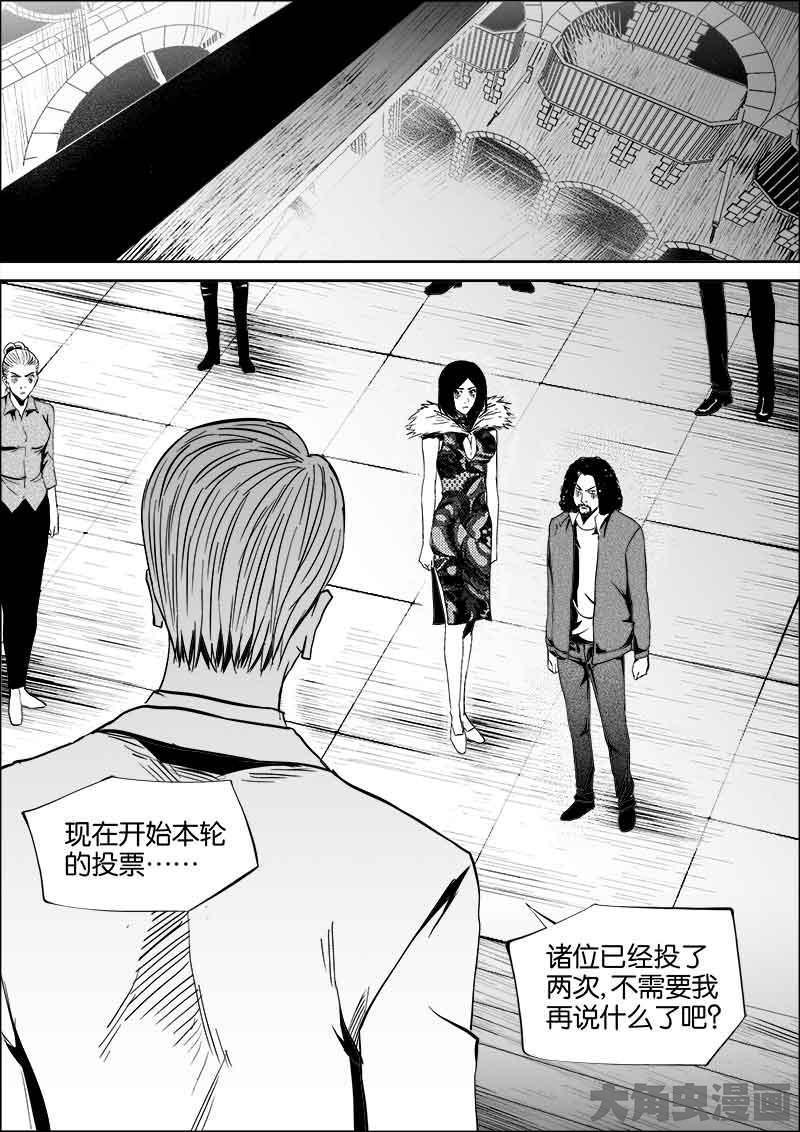 现在开始本轮
的投票……
诸位已经投了
两次,不需要我
再说什么了吧?
大角虫漫画